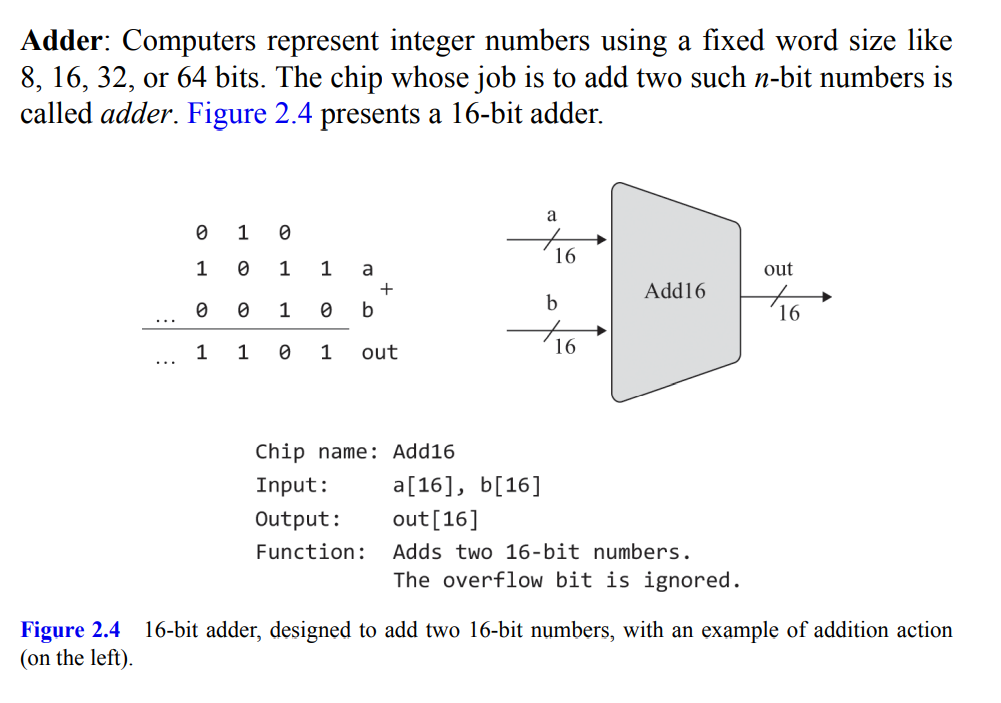 Adder: Computers represent integer numbers using a fixed word size like
8, 16, 32, or 64 bits. The chip whose job is to add two such n-bit numbers is
called adder. Figure 2.4 presents a 16-bit adder.
0 1 0
1 0 1 1 a
+
... 0 0 1 0 b
... 1 1 0 1 out
a
16
b
16
Add16
out
16
Chip name: Add16
Input: a[16], b[16]
Output: out[16]
Function: Adds two 16-bit numbers.
The overflow bit is ignored.
Figure 2.4 16-bit adder, designed to add two 16-bit numbers, with an example of addition action
(on the left).